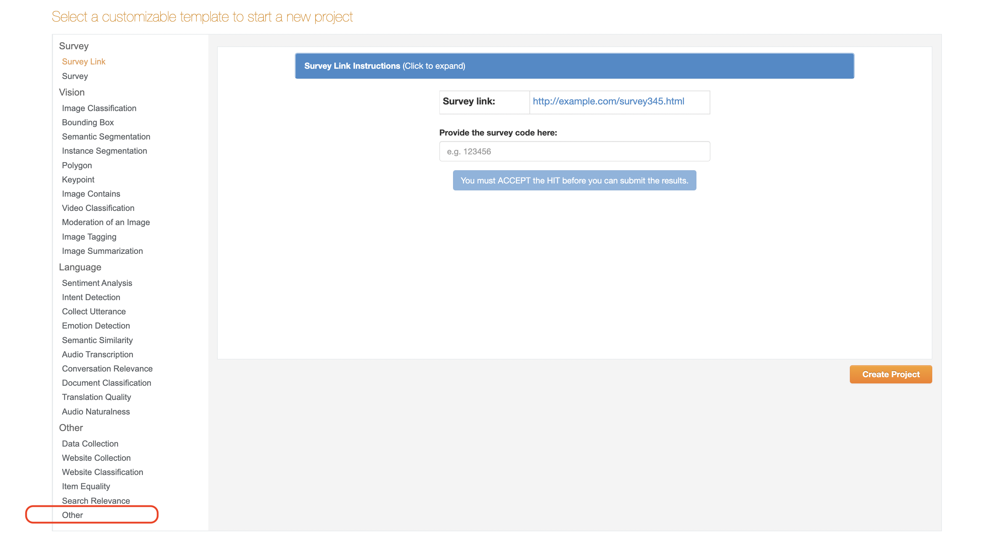 Select a customizable template to start a new project
Survey
Survey Link
Survey
Vision
Image Classification
Bounding Box
Semantic Segmentation
Instance Segmentation
Polygon
Keypoint
Image Contains
Video Classification
Moderation of an Image
Image Tagging
Image Summarization
Language
Sentiment Analysis
Intent Detection
Collect Utterance
Emotion Detection
Semantic Similarity
Audio Transcription
Conversation Relevance
Document Classification
Translation Quality
Audio Naturalness
Other
Data Collection
Website Collection
Website Classification
Item Equality
Search Relevance
Other
Survey Link Instructions (Click to expand)
Survey link: http://example.com/survey345.html
Provide the survey code here:
e.g. 123456
You must ACCEPT the HIT before you can submit the results.
Create Project